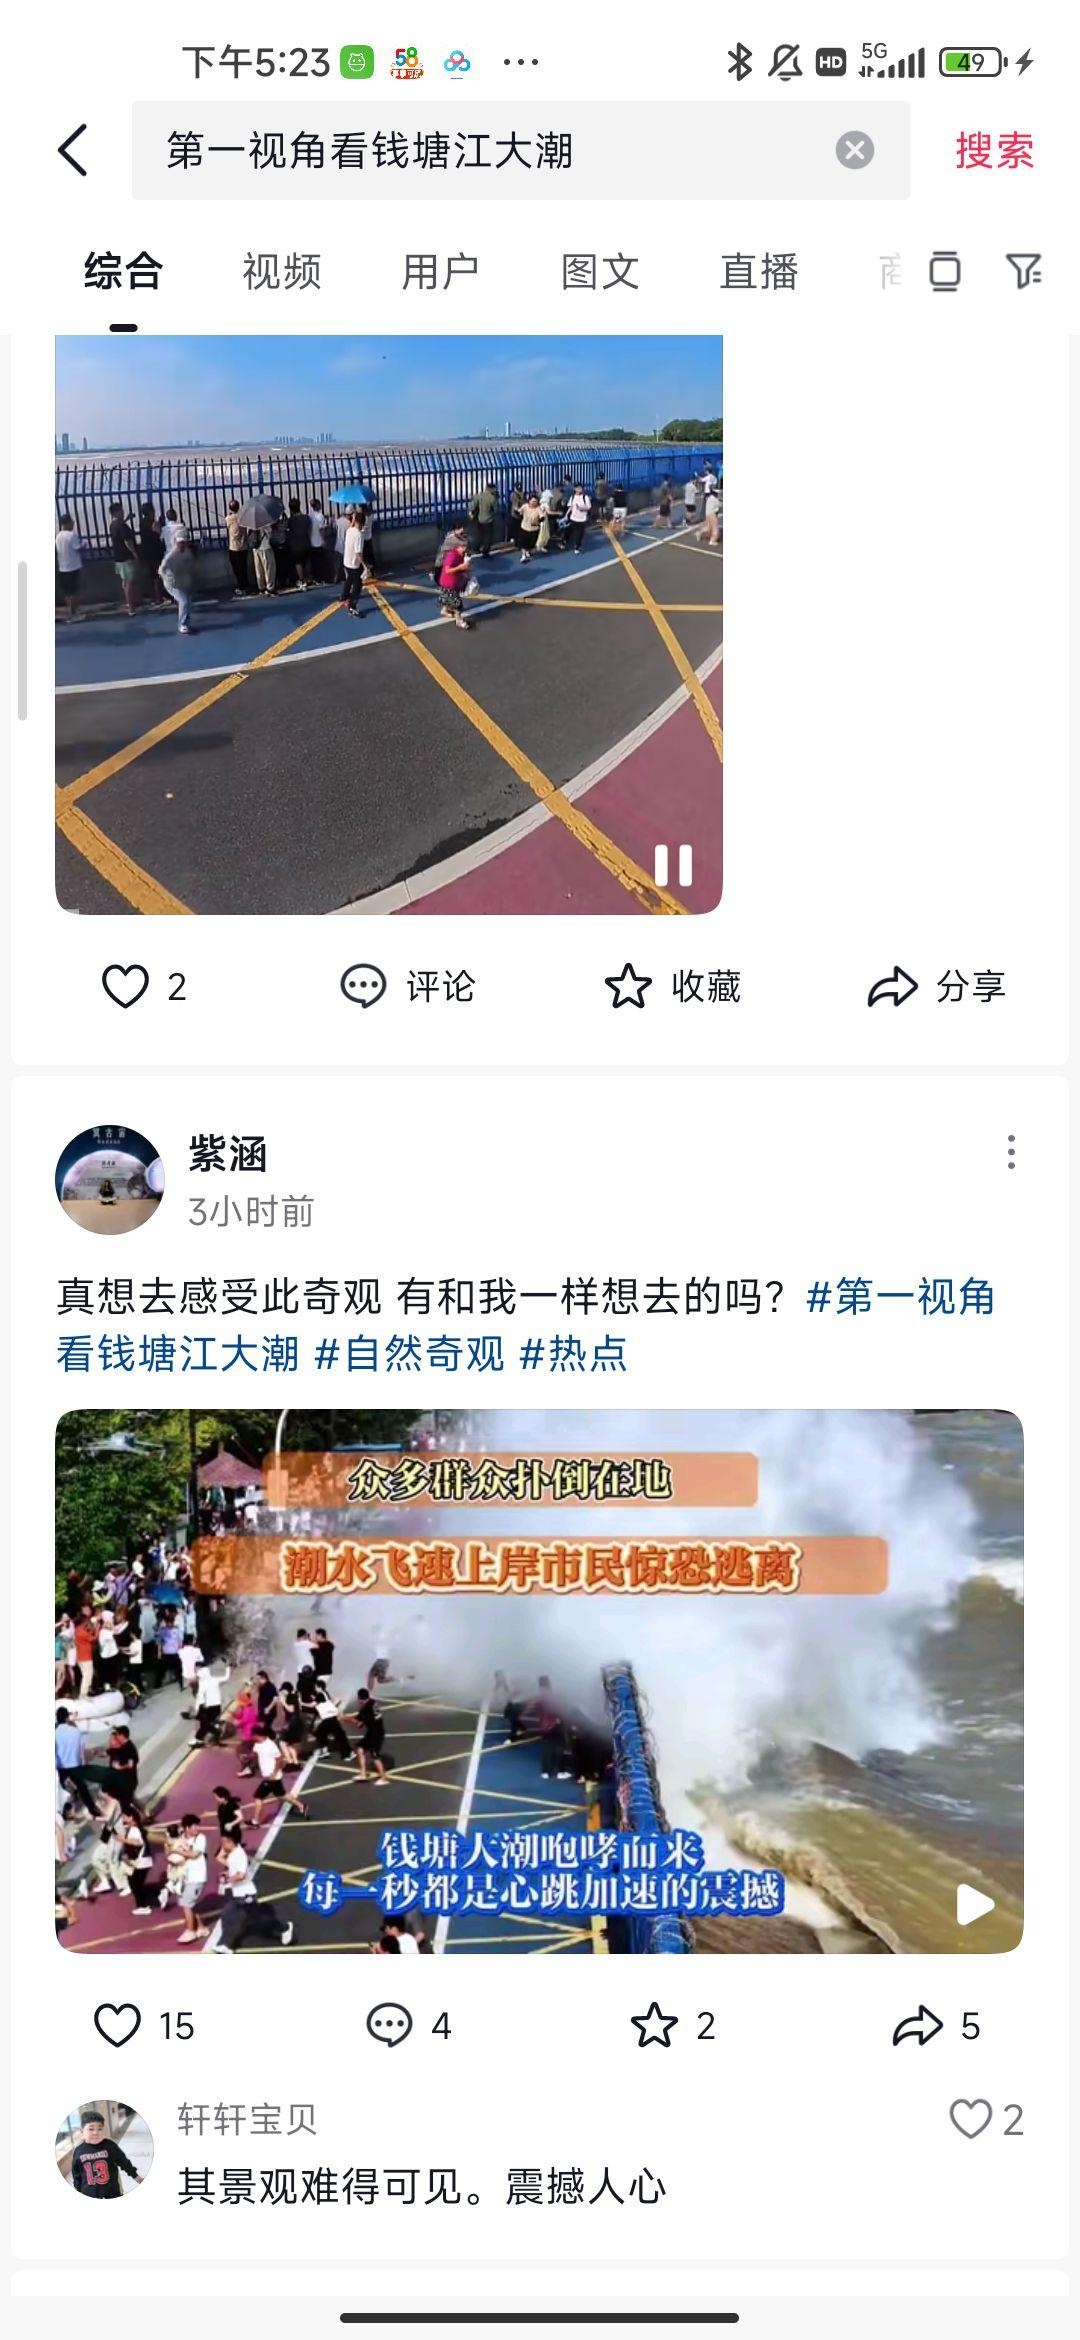 下午5:23
58
HD
5G
49
第一视角看钱塘江大潮
搜索
综合
视频
用户
图文
直播
2
评论
收藏
分享
紫涵
3小时前
真想去感受此奇观 有和我一样想去的吗？#第一视角
看钱塘江大潮 #自然奇观 #热点
众多群众扑倒在地
潮水飞速上岸市民惊恐逃离
钱塘大潮咆哮而来
每一秒都是心跳加速的震撼
15
4
2
5
轩轩宝贝
2
其景观难得可见。震撼人心